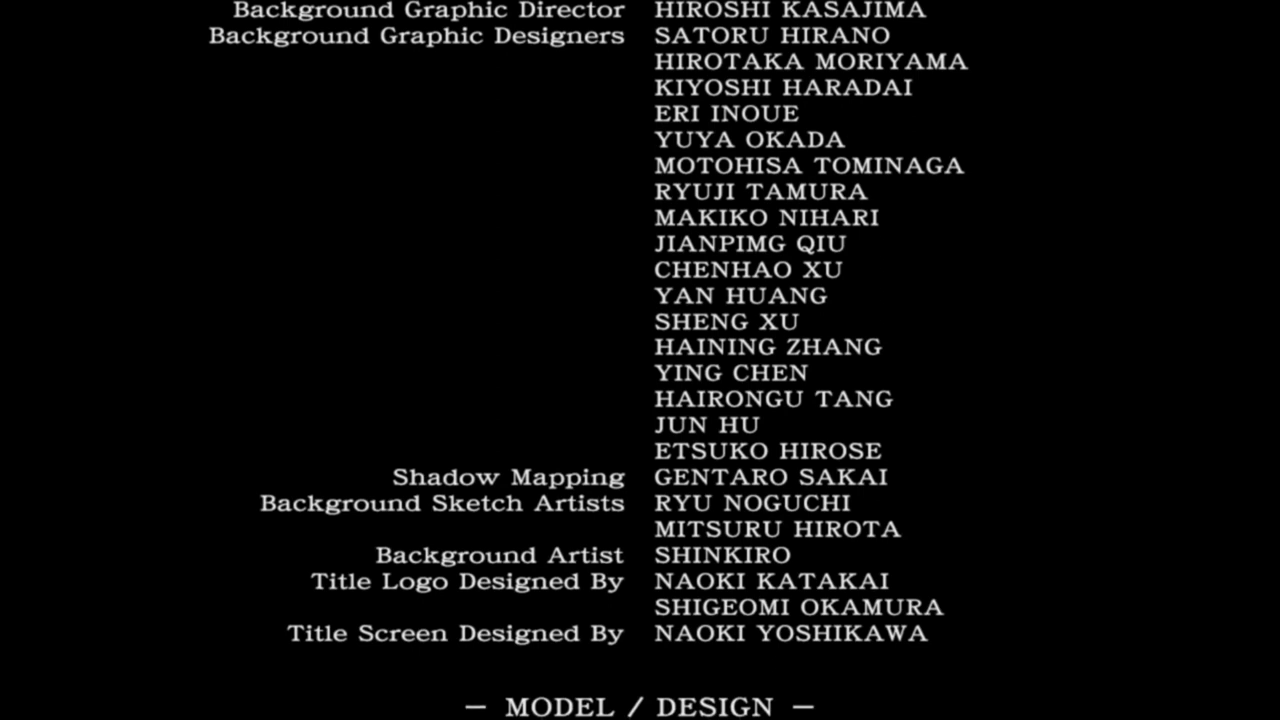 Background Graphic Director HIROSHI KASAJIMA
Background Graphic Designers SATORU HIRANO
HIROTAKA MORIYAMA
KIYOSHI HARADAI
ERI INOUE
YUYA OKADA
MOTOHISA TOMINAGA
RYUJI TAMURA
MAKIKO NIHARI
JIANPIMG QIU
CHENHAO XU
YAN HUANG
SHENG XU
HAINING ZHANG
YING CHEN
HAIRONGU TANG
JUN HU
ETSUKO HIROSE
Shadow Mapping GENTARO SAKAI
Background Sketch Artists RYU NOGUCHI
MITSURU HIROTA
Background Artist SHINKIRO
Title Logo Designed By NAOKI KATAKAI
SHIGEOMI OKAMURA
Title Screen Designed By NAOKI YOSHIKAWA
— MODEL / DESIGN —